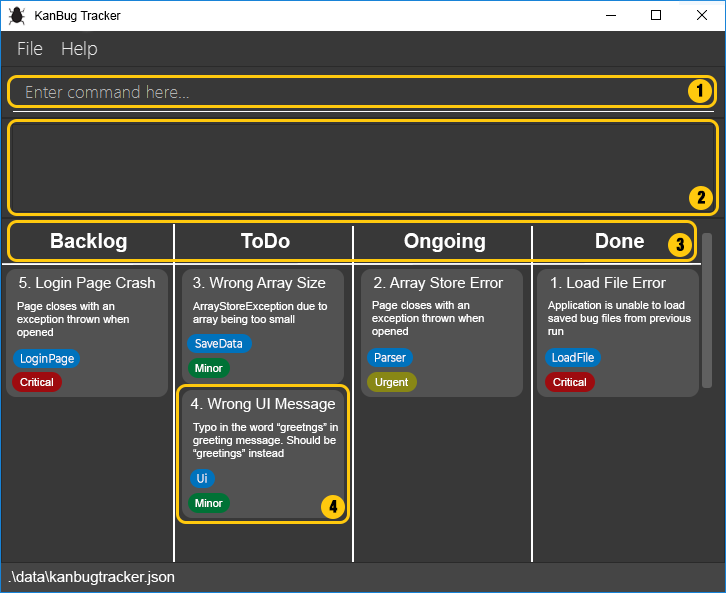 KanBug Tracker
File Help
Enter command here...
1
2
Backlog ToDo Ongoing Done
3
5. Login Page Crash
Page closes with an
exception thrown when
opened
LoginPage
Critical
3. Wrong Array Size
ArrayStoreException due to
array being too small
SaveData
Minor
4. Wrong UI Message
Typo in the word “greetngs” in
greeting message. Should be
“greetings” instead
Ui
Minor
4
2. Array Store Error
Page closes with an
exception thrown when
opened
Parser
Urgent
1. Load File Error
Application is unable to load
saved bug files from previous
run
LoadFile
Critical
.\data\kanbugtracker.json